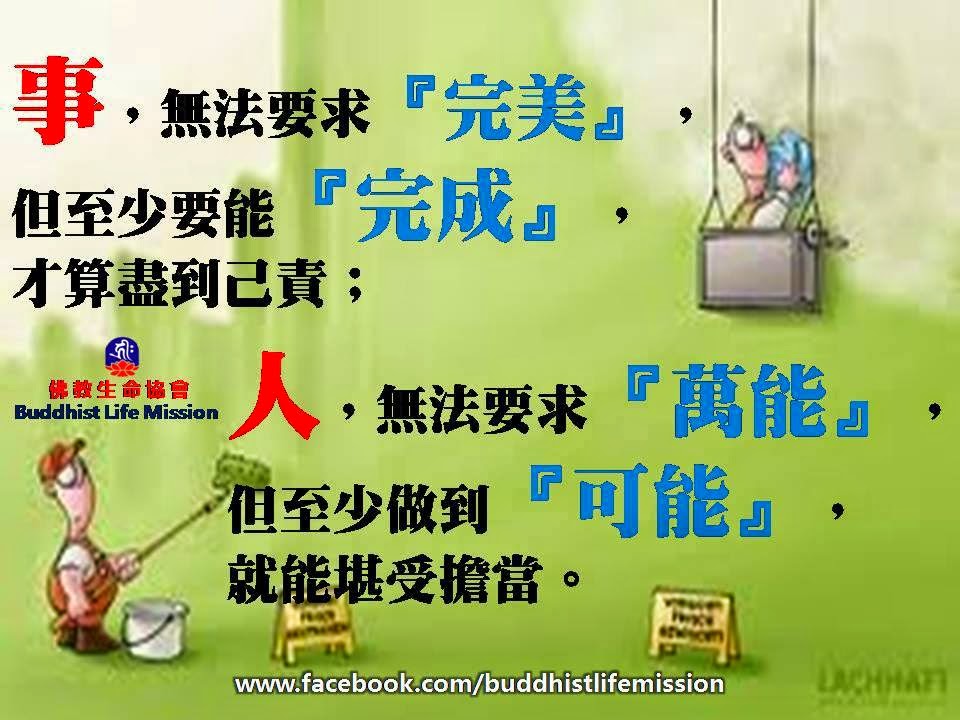 事，無法要求『完美』，
但至少要能『完成』，
才算盡到己責；
佛教生命協會
Buddhist Life Mission
人，無法要求『萬能』，
但至少做到『可能』，
就能堪受擔當。
www.facebook.com/buddhistlifemission